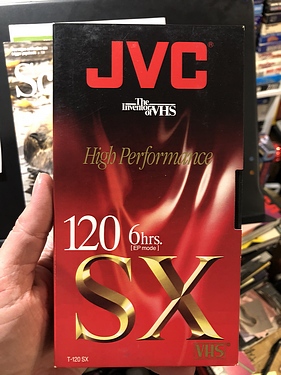 JVC
The
Inventor
of VHS
High Performance
120 6hrs.
[EP mode]
SX
VHS
T-120 SX